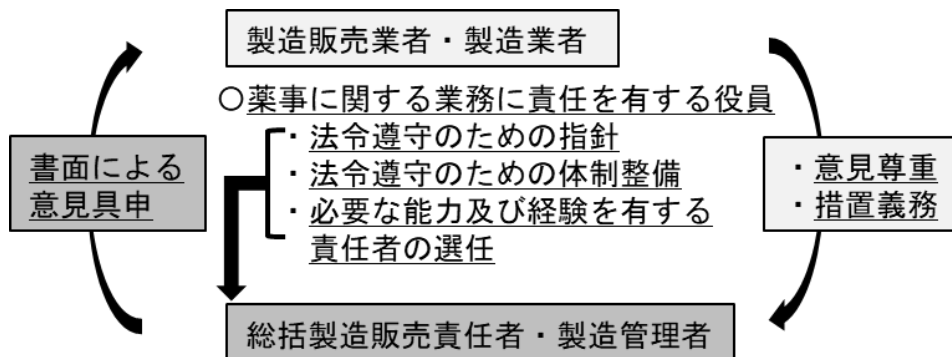 製造販売業者・製造業者
○薬事に関する業務に責任を有する役員
・法令遵守のための指針
・法令遵守のための体制整備
・必要な能力及び経験を有する
責任者の選任
書面による
意見具申
・意見尊重
・措置義務
総括製造販売責任者・製造管理者